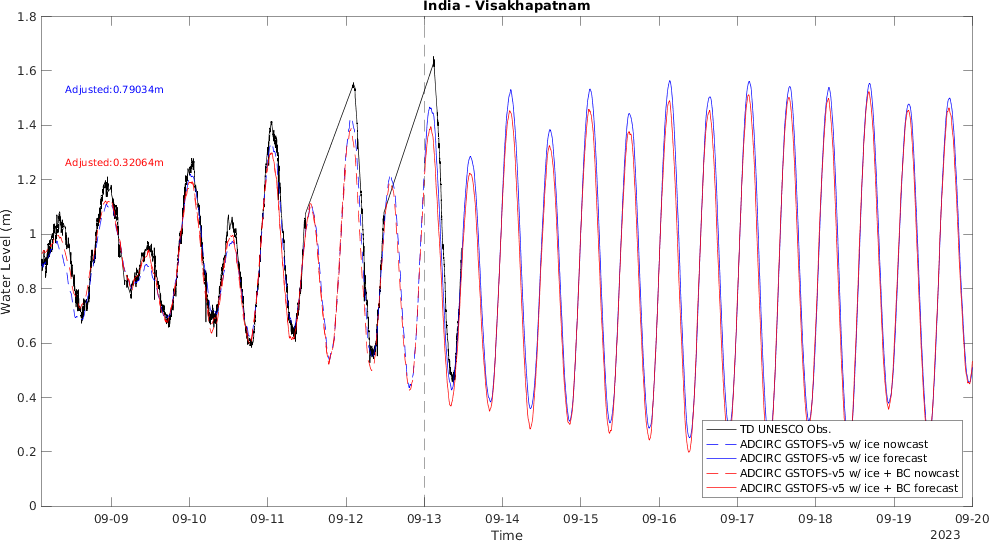 India - Visakhapatnam
Water Level (m)
1.8
1.6
1.4
1.2
1
0.8
0.6
0.4
0.2
0
Adjusted:0.79034m
Adjusted:0.32064m
TD UNESCO Obs.
ADCIRC GSTOFS-v5 w/ ice nowcast
ADCIRC GSTOFS-v5 w/ ice forecast
ADCIRC GSTOFS-v5 w/ ice + BC nowcast
ADCIRC GSTOFS-v5 w/ ice + BC forecast
09-09 09-10 09-11 09-12 09-13 09-14 09-15 09-16 09-17 09-18 09-19 09-20
Time
2023